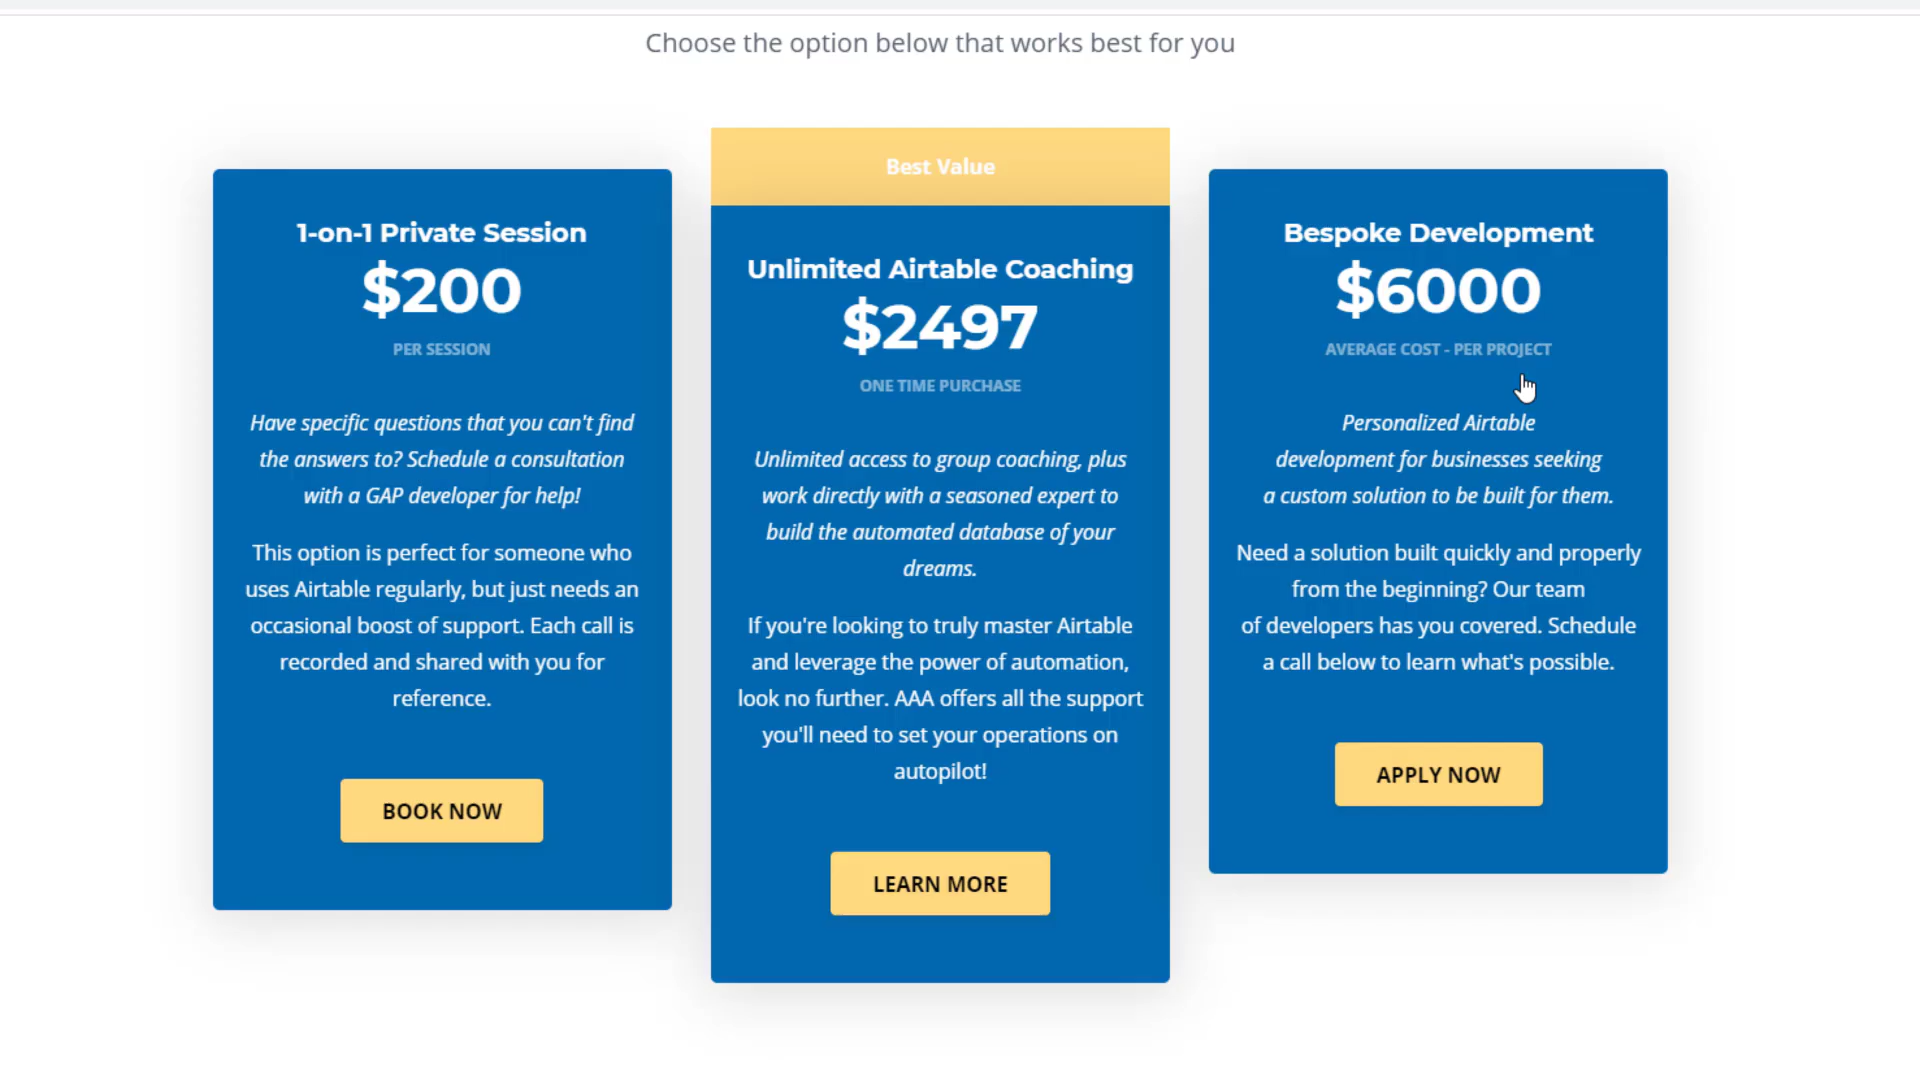 Choose the option below that works best for you
1-on-1 Private Session
$200
PER SESSION
Have specific questions that you can't find
the answers to? Schedule a consultation
with a GAP developer for help!
This option is perfect for someone who
uses Airtable regularly, but just needs an
occasional boost of support. Each call is
recorded and shared with you for
reference.
BOOK NOW
Best Value
Unlimited Airtable Coaching
$2497
ONE TIME PURCHASE
Unlimited access to group coaching, plus
work directly with a seasoned expert to
build the automated database of your
dreams.
If you're looking to truly master Airtable
and leverage the power of automation,
look no further. AAA offers all the support
you'll need to set your operations on
autopilot!
LEARN MORE
Bespoke Development
$6000
AVERAGE COST - PER PROJECT
Personalized Airtable
development for businesses seeking
a custom solution to be built for them.
Need a solution built quickly and properly
from the beginning? Our team
of developers has you covered. Schedule
a call below to learn what's possible.
APPLY NOW